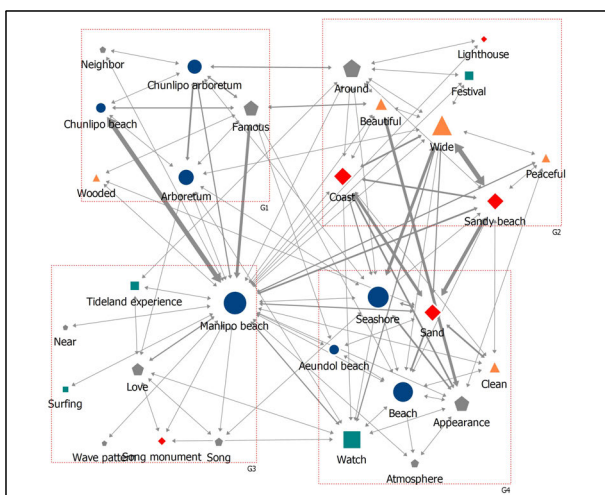 Neighbor
Chunlipo arboretum
Chunlipo beach
Famous
Wooded
Arboretum
G1
Lighthouse
Around
Festival
Beautiful
Wide
Peaceful
Coast
Sandy beach
G2
Tideland experience
Manlipo beach
Near
Love
Surfing
Wave pattern
Song monument
Song
G3
Seashore
Sand
Aeundol beach
Clean
Beach
Appearance
Watch
Atmosphere
G4